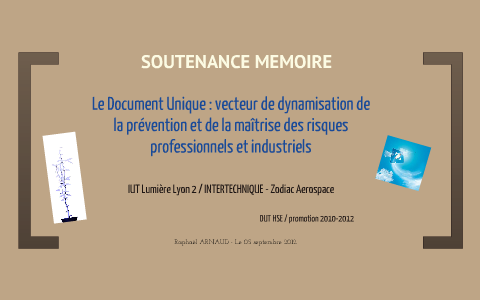 SOUTENANCE MEMOIRE
Le Document Unique : vecteur de dynamisation de
la prévention et de la maîtrise des risques
professionnels et industriels
IUT Lumière Lyon 2 / INTERTECHNIQUE - Zodiac Aerospace
DUT HSE / promotion 2010-2012
Raphaël ARNAUD - Le 05 septembre 2012